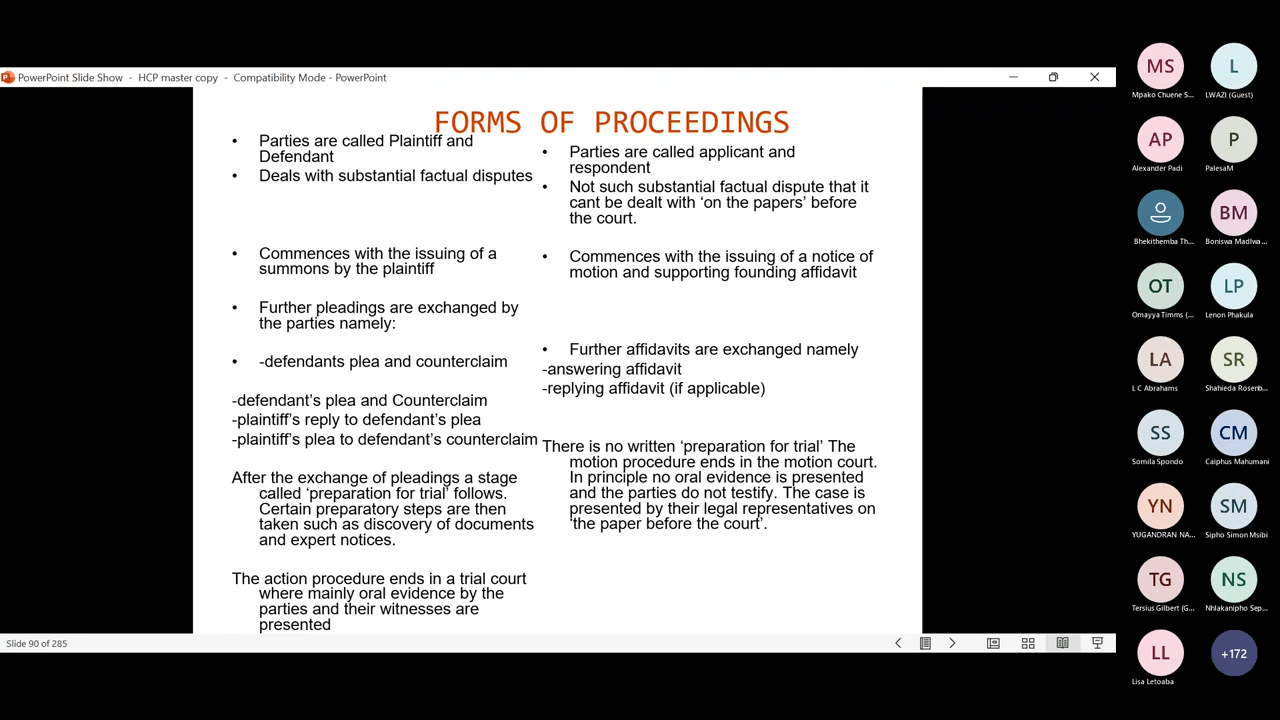 PowerPoint Slide Show - HCP master copy - Compatibility Mode - PowerPoint
FORMS OF PROCEEDINGS
• Parties are called Plaintiff and
Defendant
• Deals with substantial factual disputes
• Commences with the issuing of a
summons by the plaintiff
• Further pleadings are exchanged by
the parties namely:
• -defendants plea and counterclaim
-defendant's plea and Counterclaim
-plaintiff's reply to defendant's plea
-plaintiff's plea to defendant's counterclaim
After the exchange of pleadings a stage
called 'preparation for trial' follows.
Certain preparatory steps are then
taken such as discovery of documents
and expert notices.
The action procedure ends in a trial court
where mainly oral evidence by the
parties and their witnesses are
presented
• Parties are called applicant and
respondent
• Not such substantial factual dispute that it
cant be dealt with 'on the papers' before
the court.
• Commences with the issuing of a notice of
motion and supporting founding affidavit
• Further affidavits are exchanged namely
-answering affidavit
-replying affidavit (if applicable)
There is no written 'preparation for trial' The
motion procedure ends in the motion court.
In principle no oral evidence is presented
and the parties do not testify. The case is
presented by their legal representatives on
'the paper before the court'.
Slide 90 of 285
MS
Mpako Chuene S...
L
LWAZI (Guest)
AP
Alexander Padi
P
PalesaM
Bhekithemba Th...
BM
Boniswa Madlwa...
OT
Omayya Timms (...
LP
Lenon Phakula
LA
L C Abrahams
SR
Shahieda Rosenb...
SS
Somila Spondo
CM
Caiphus Mahumani
YN
YUGANDRAN NA...
SM
Sipho Simon Msibi
TG
Tersius Gilbert (G...
NS
Nhlakanipho Sep...
LL
Lisa Letoaba
+172